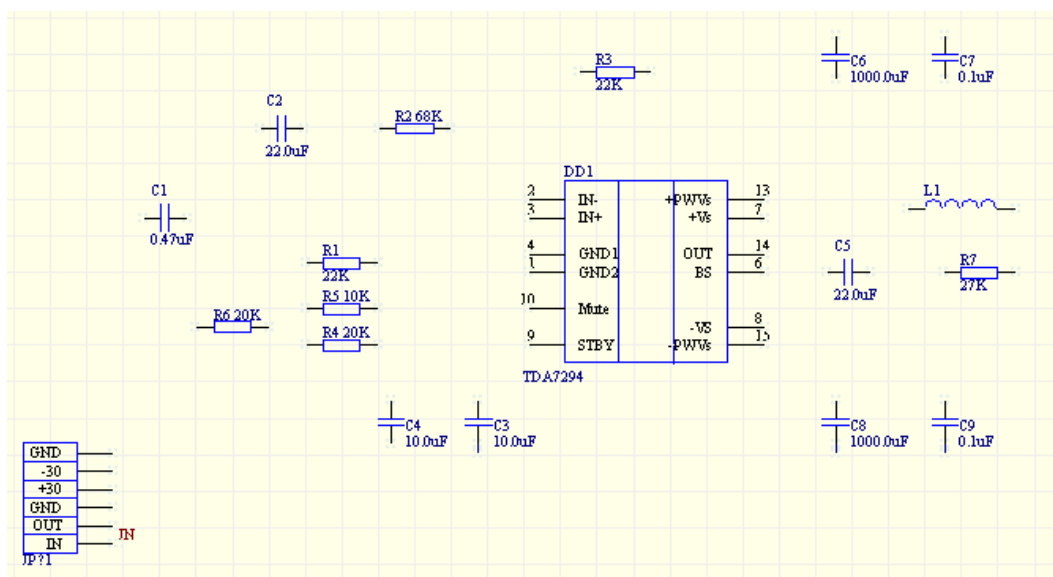 R3
22K
C6
1000.0uF
C7
0.1uF
C2
22.0uF
R2 68K
C1
0.47uF
DD1
2 IN- +PWVs 13
3 IN+ +Vs 7
4 GND1 OUT 14
1 GND2 BS 6
10 Mute
-VS 8
9 STBY -PWVs 15
TDA7294
L1
C5
22.0uF
R7
27K
R1
22K
R5 10K
R6 20K
R4 20K
C4
10.0uF
C3
10.0uF
C8
1000.0uF
C9
0.1uF
GND
-30
+30
GND
OUT
IN
JN
JP?1